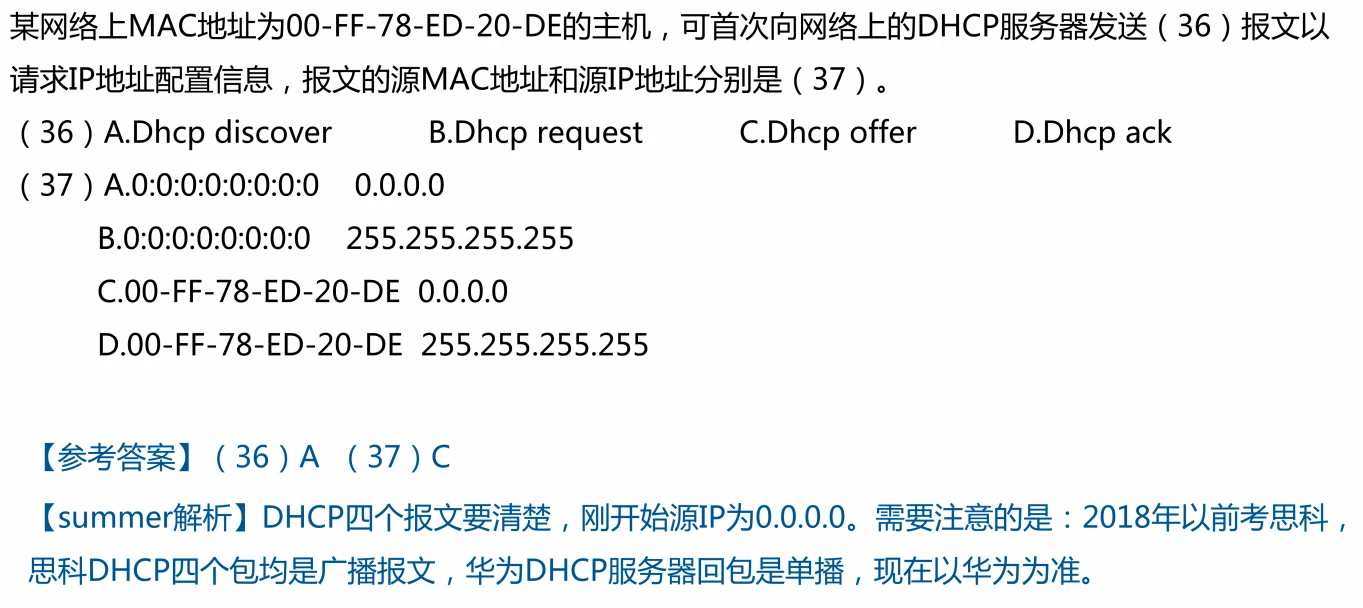 某网络上MAC地址为00-FF-78-ED-20-DE的主机，可首次向网络上的DHCP服务器发送（36）报文以
请求IP地址配置信息，报文的源MAC地址和源IP地址分别是（37）。
（36）A.Dhcp discover B.Dhcp request C.Dhcp offer D.Dhcp ack
（37）A.0:0:0:0:0:0:0:0 0.0.0.0
B.0:0:0:0:0:0:0:0 255.255.255.255
C.00-FF-78-ED-20-DE 0.0.0.0
D.00-FF-78-ED-20-DE 255.255.255.255
【参考答案】（36）A （37）C
【summer解析】DHCP四个报文要清楚，刚开始源IP为0.0.0.0。需要注意的是：2018年以前考思科，
思科DHCP四个包均是广播报文，华为DHCP服务器回包是单播，现在以华为为准。